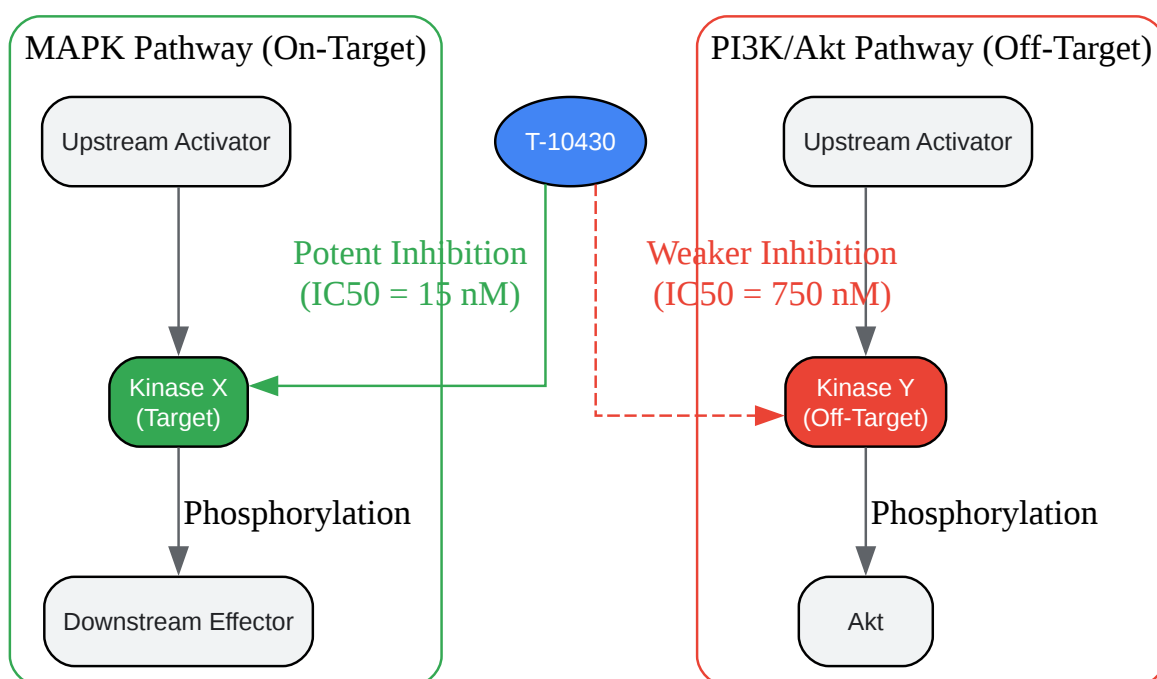 MAPK Pathway (On-Target)
Upstream Activator
Potent Inhibition
(IC50 = 15 nM)
Kinase X
(Target)
Phosphorylation
Downstream Effector
T-10430
PI3K/Akt Pathway (Off-Target)
Upstream Activator
Weaker Inhibition
(IC50 = 750 nM)
Kinase Y
(Off-Target)
Phosphorylation
Akt